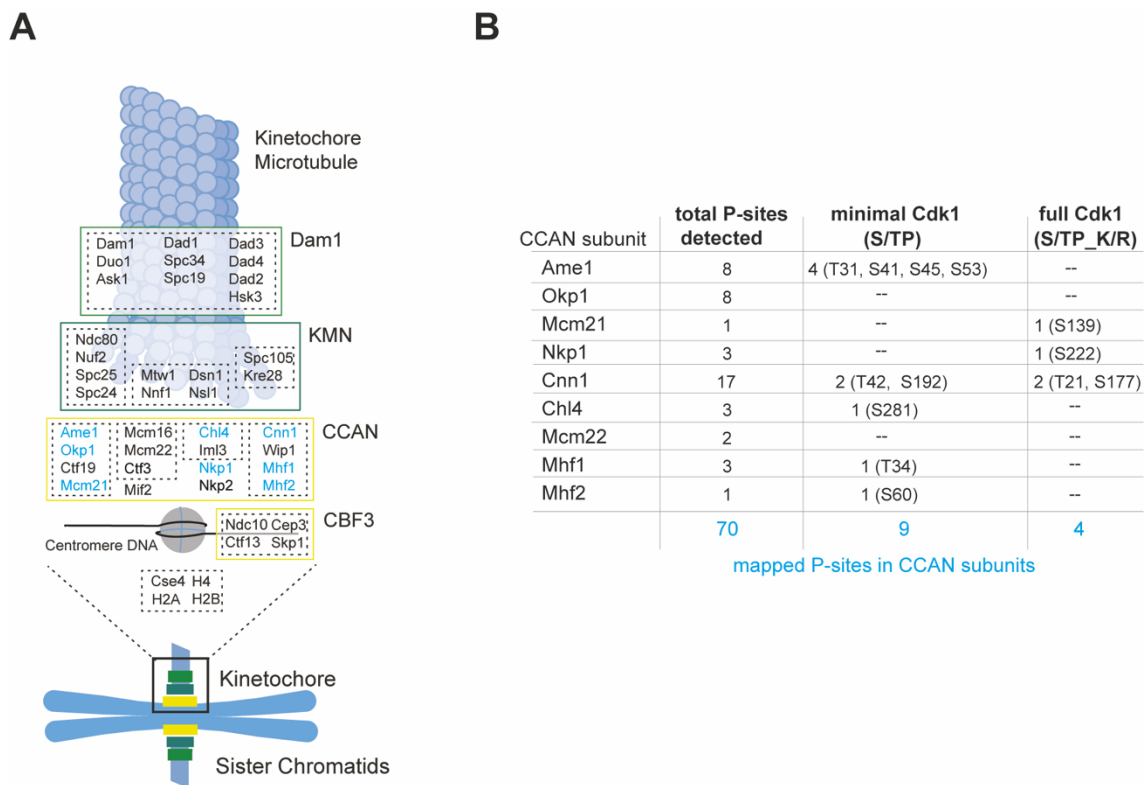 A
Kinetochore
Microtubule
Dam1
Dam1 Dad1 Dad3
Duo1 Spc34 Dad4
Ask1 Spc19 Dad2
Hsk3
KMN
Ndc80
Nuf2 Spc105
Spc25 Mtw1 Dsn1 Kre28
Spc24 Nnf1 Nsl1
CCAN
Ame1 Mcm16 Chl4 Cnn1
Okp1 Mcm22 Iml3 Wip1
Ctf19 Ctf3 Nkp1 Mhf1
Mcm21 Mif2 Nkp2 Mhf2
CBF3
Ndc10 Cep3
Centromere DNA Ctf13 Skp1
Cse4 H4
H2A H2B
Kinetochore
Sister Chromatids
B
total P-sites minimal Cdk1 full Cdk1
CCAN subunit detected (S/TP) (S/TP_K/R)
Ame1 8 4 (T31, S41, S45, S53) --
Okp1 8 -- --
Mcm21 1 -- 1 (S139)
Nkp1 3 -- 1 (S222)
Cnn1 17 2 (T42, S192) 2 (T21, S177)
Chl4 3 1 (S281) --
Mcm22 2 -- --
Mhf1 3 1 (T34) --
Mhf2 1 1 (S60) --
70 9 4
mapped P-sites in CCAN subunits